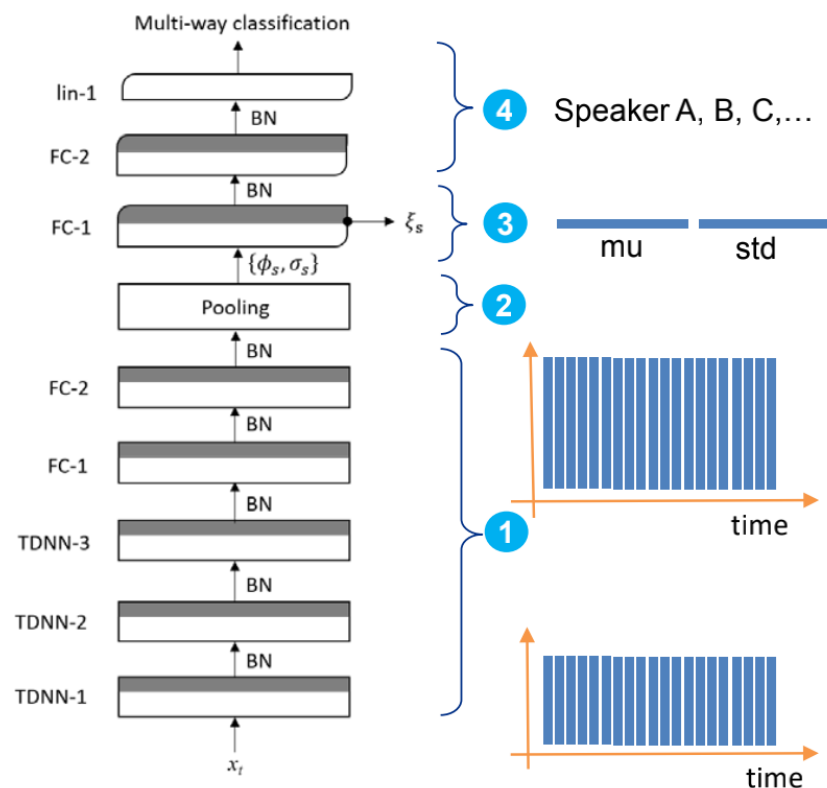 Multi-way classification
lin-1
BN
FC-2
BN
FC-1
ξs
{ϕs, σs}
Pooling
BN
FC-2
BN
FC-1
BN
TDNN-3
BN
TDNN-2
BN
TDNN-1
xt
4
Speaker A, B, C,…
3
mu
std
2
1
time
time